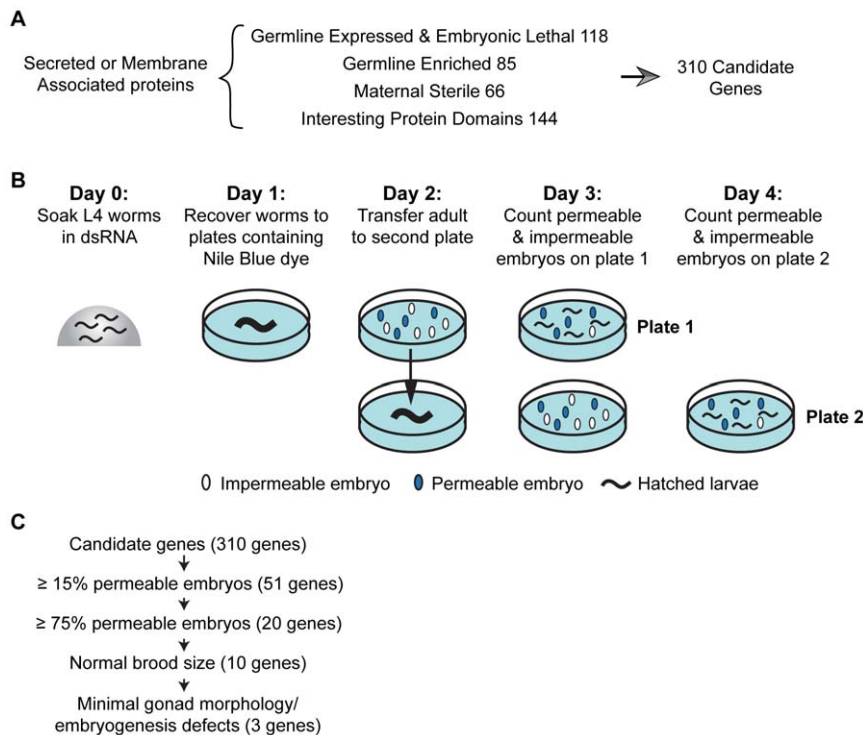 A
Secreted or Membrane
Associated proteins
Germline Expressed & Embryonic Lethal 118
Germline Enriched 85
Maternal Sterile 66
Interesting Protein Domains 144
310 Candidate
Genes
B
Day 0:
Soak L4 worms
in dsRNA
Day 1:
Recover worms to
plates containing
Nile Blue dye
Day 2:
Transfer adult
to second plate
Day 3:
Count permeable
& impermeable
embryos on plate 1
Day 4:
Count permeable
& impermeable
embryos on plate 2
Plate 1
Plate 2
Impermeable embryo
Permeable embryo
Hatched larvae
C
Candidate genes (310 genes)
≥ 15% permeable embryos (51 genes)
≥ 75% permeable embryos (20 genes)
Normal brood size (10 genes)
Minimal gonad morphology/
embryogenesis defects (3 genes)